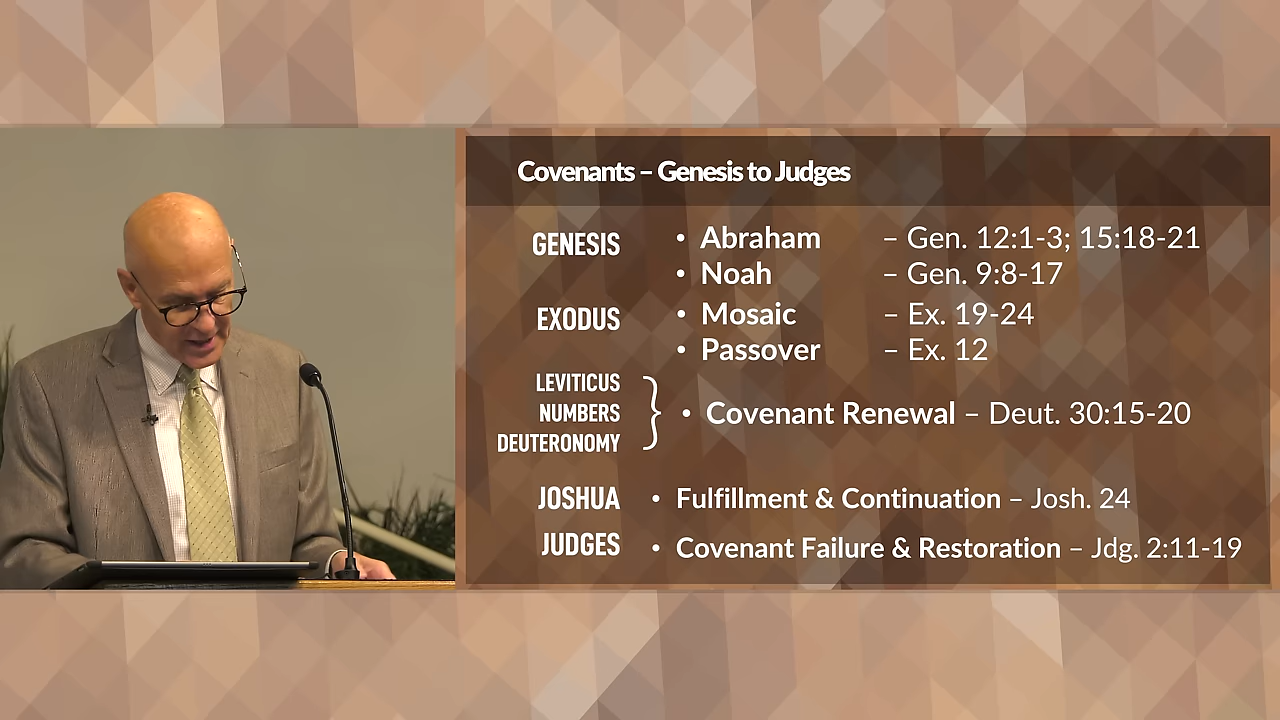 Covenants – Genesis to Judges
GENESIS • Abraham – Gen. 12:1-3; 15:18-21
• Noah – Gen. 9:8-17
EXODUS • Mosaic – Ex. 19-24
• Passover – Ex. 12
LEVITICUS
NUMBERS • Covenant Renewal – Deut. 30:15-20
DEUTERONOMY
JOSHUA • Fulfillment & Continuation – Josh. 24
JUDGES • Covenant Failure & Restoration – Jdg. 2:11-19